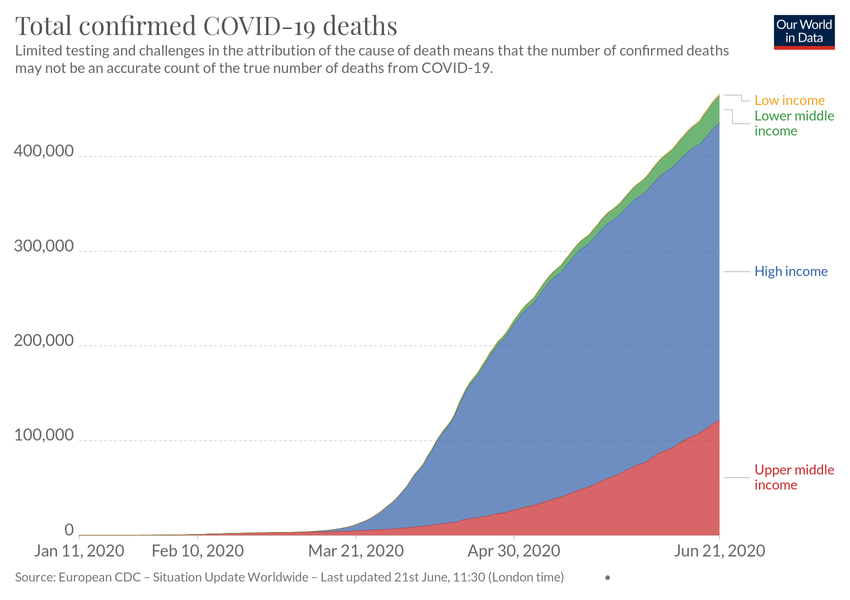 Total confirmed COVID-19 deaths
Our World
in Data
Limited testing and challenges in the attribution of the cause of death means that the number of confirmed deaths
may not be an accurate count of the true number of deaths from COVID-19.
Low income
Lower middle
income
400,000
300,000
High income
200,000
100,000
Upper middle
income
0
Jan 11, 2020
Feb 10, 2020
Mar 21, 2020
Apr 30, 2020
Jun 21, 2020
Source: European CDC – Situation Update Worldwide – Last updated 21st June, 11:30 (London time)